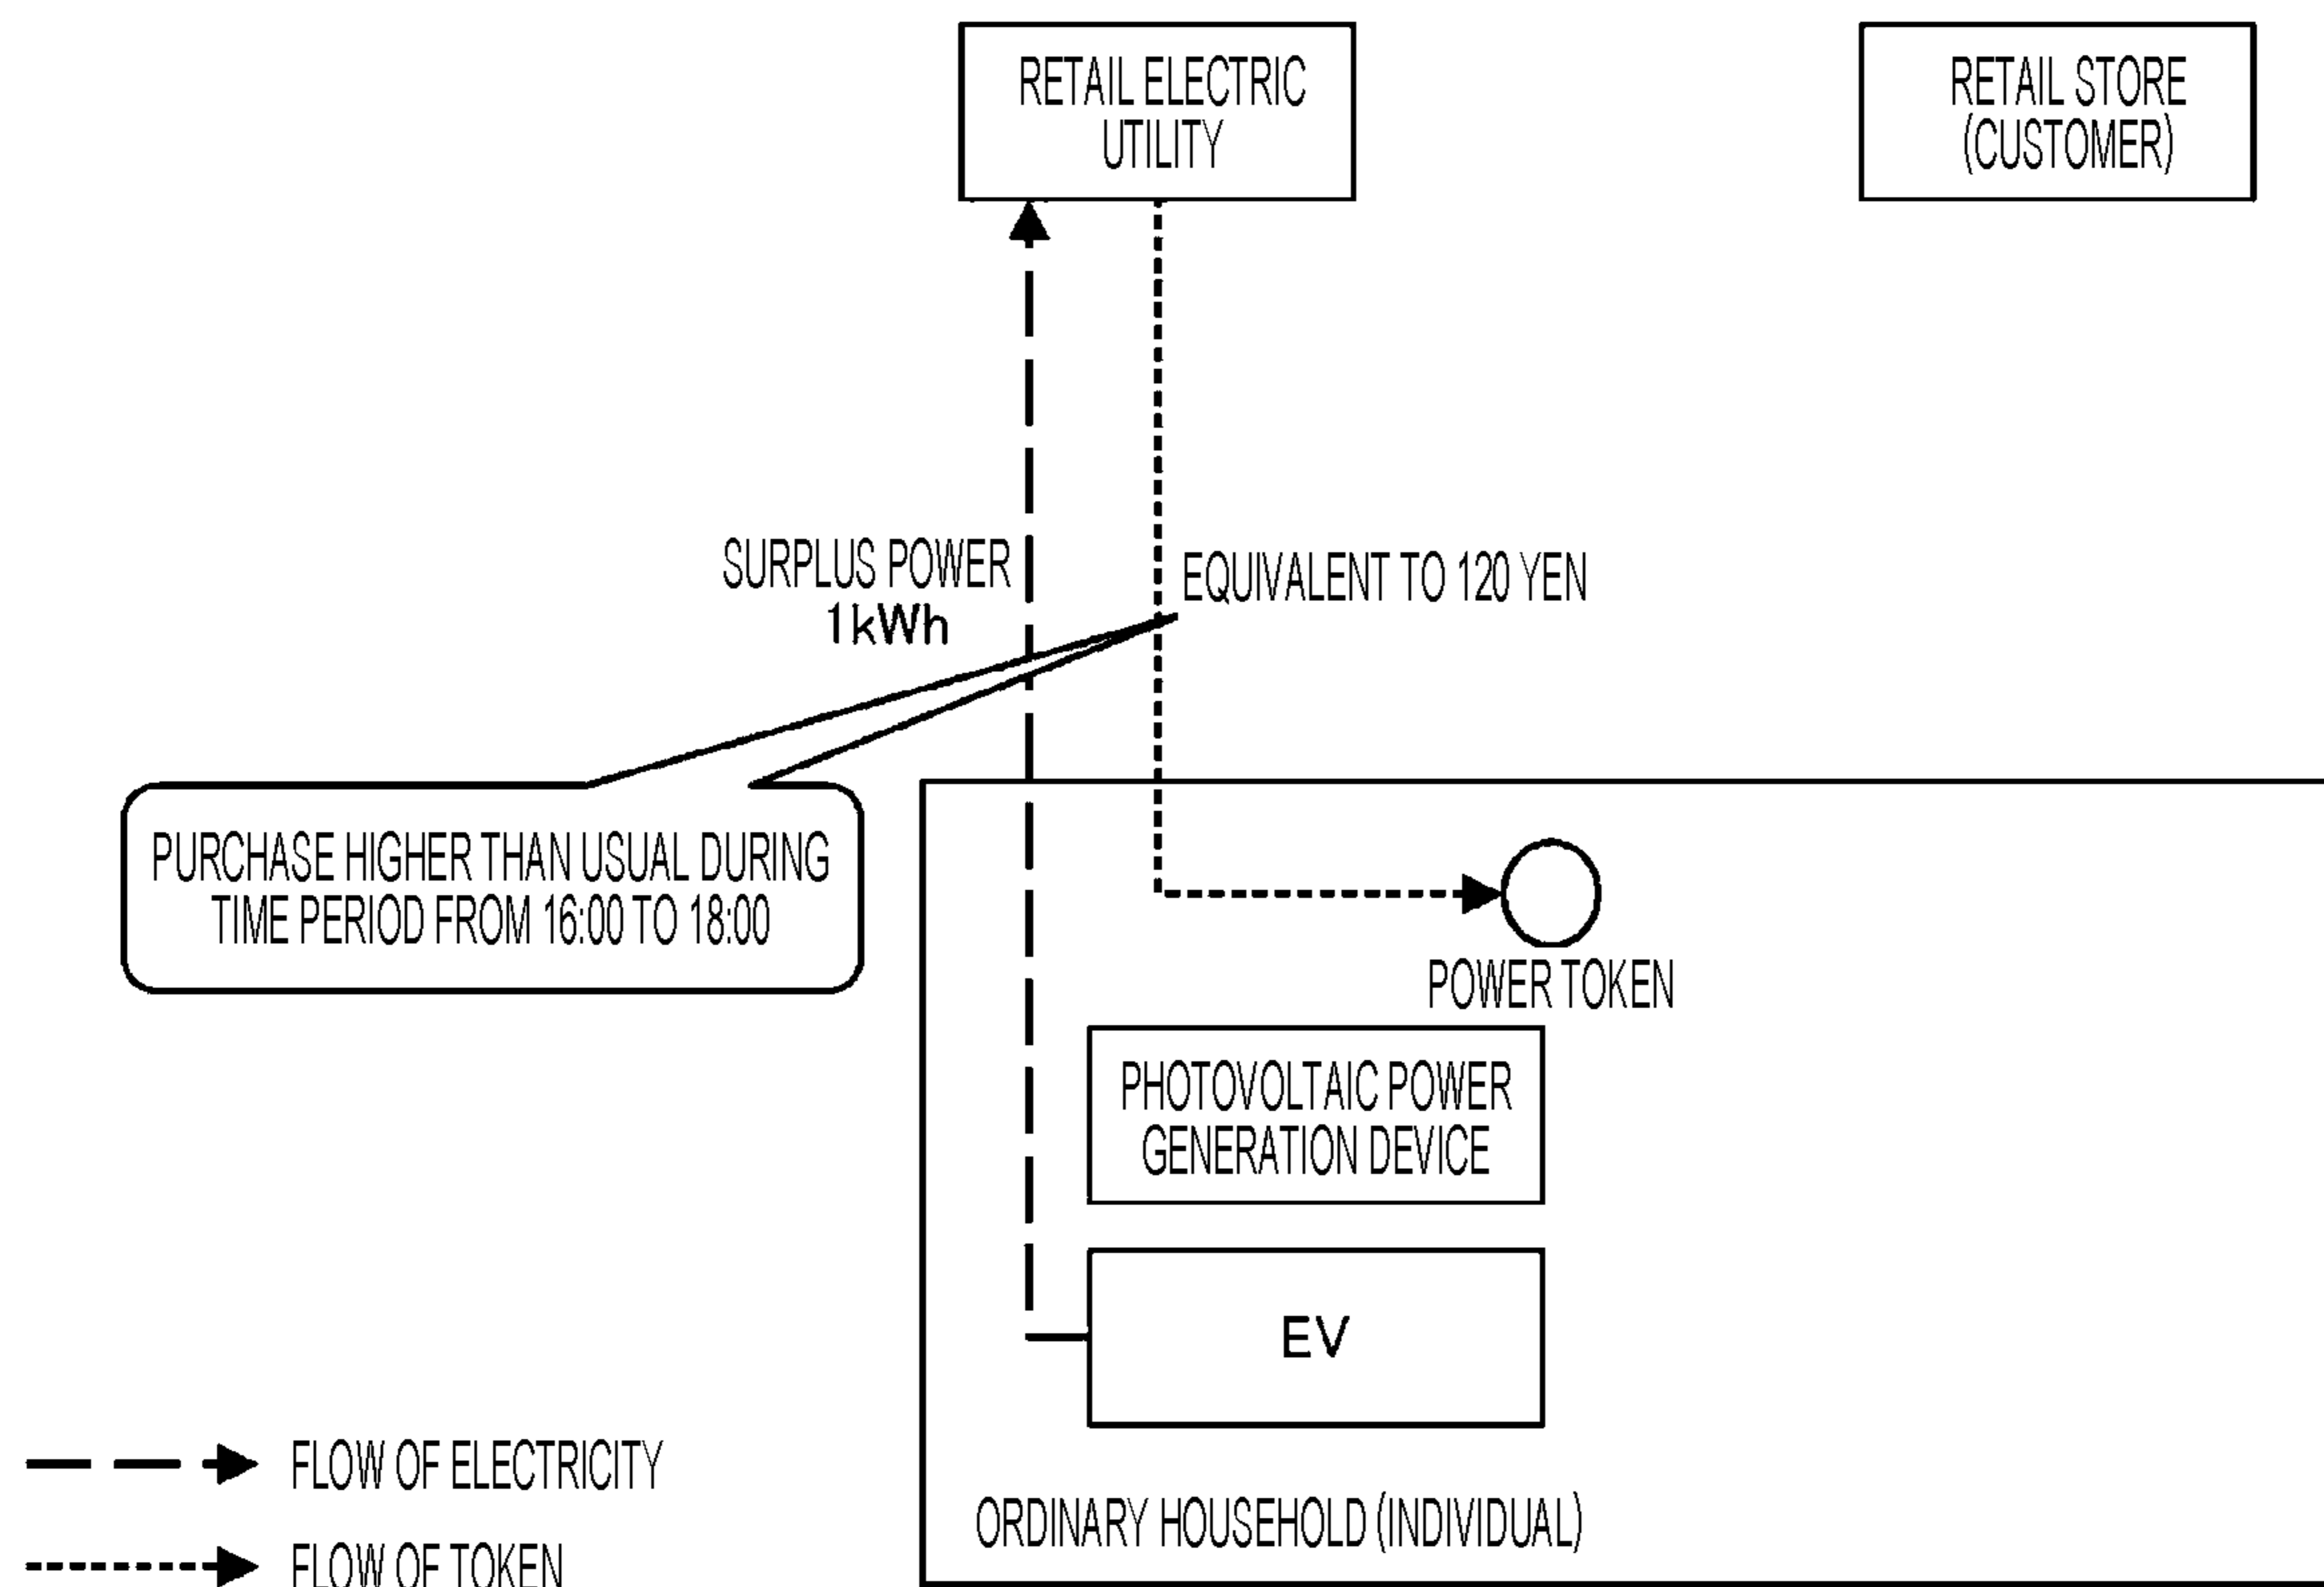 RETAIL ELECTRIC
UTILITY
RETAIL STORE
(CUSTOMER)
SURPLUS POWER
1kWh
EQUIVALENT TO 120 YEN
PURCHASE HIGHER THAN USUAL DURING
TIME PERIOD FROM 16:00 TO 18:00
POWER TOKEN
PHOTOVOLTAIC POWER
GENERATION DEVICE
EV
ORDINARY HOUSEHOLD (INDIVIDUAL)
FLOW OF ELECTRICITY
FLOW OF TOKEN